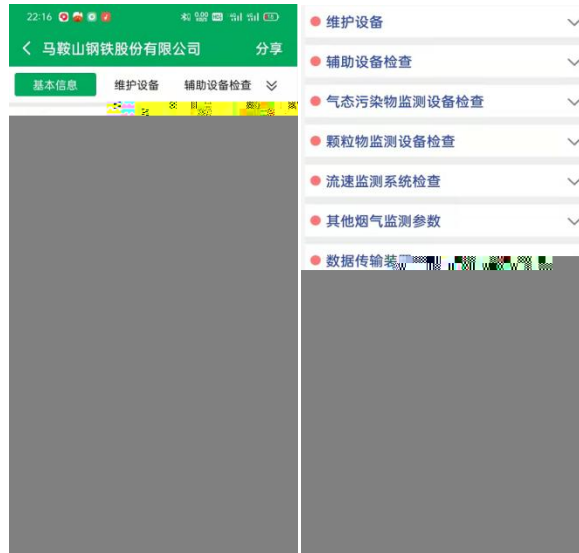 22:16
马鞍山钢铁股份有限公司 分享
基本信息 维护设备 辅助设备检查
维护设备
辅助设备检查
气态污染物监测设备检查
颗粒物监测设备检查
流速监测系统检查
其他烟气监测参数
数据传输装